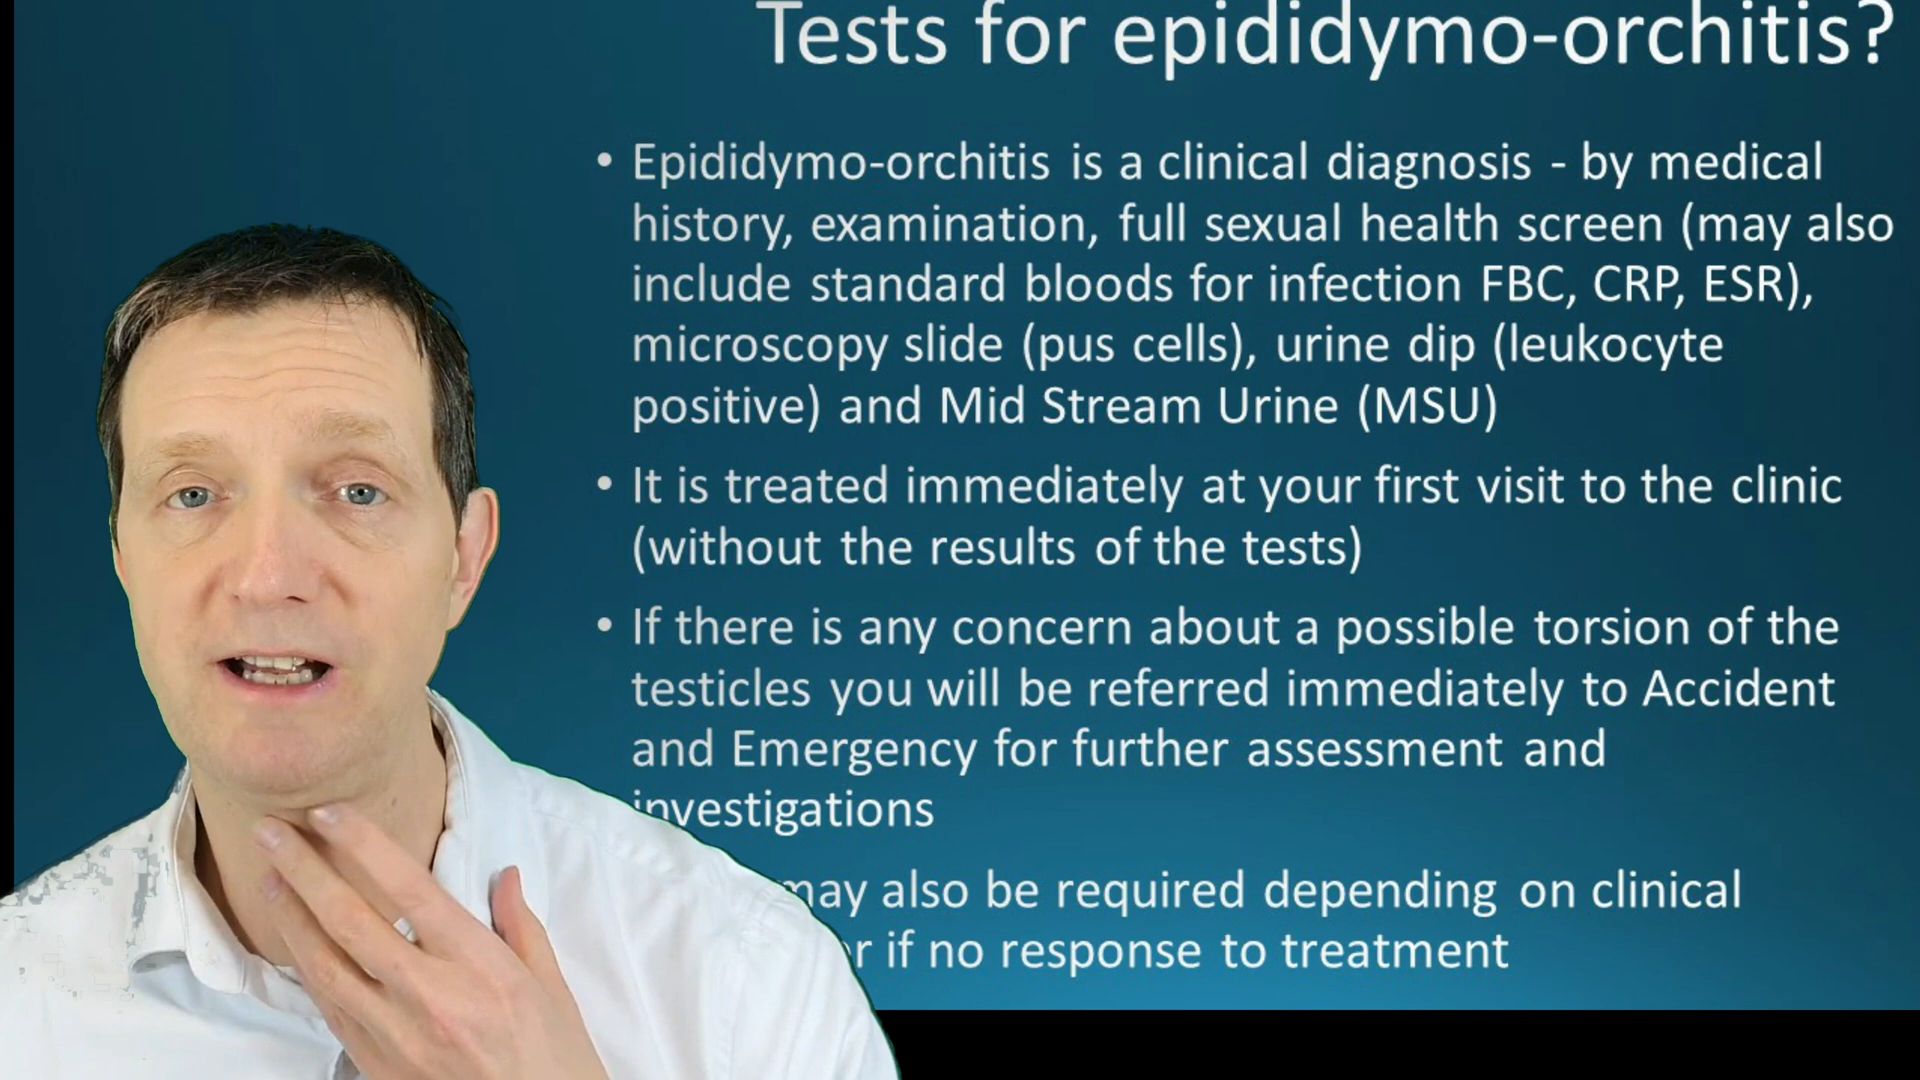 Tests for epididymo-orchitis?
• Epididymo-orchitis is a clinical diagnosis - by medical
history, examination, full sexual health screen (may also
include standard bloods for infection FBC, CRP, ESR),
microscopy slide (pus cells), urine dip (leukocyte
positive) and Mid Stream Urine (MSU)
• It is treated immediately at your first visit to the clinic
(without the results of the tests)
• If there is any concern about a possible torsion of the
testicles you will be referred immediately to Accident
and Emergency for further assessment and
investigations
may also be required depending on clinical
if no response to treatment